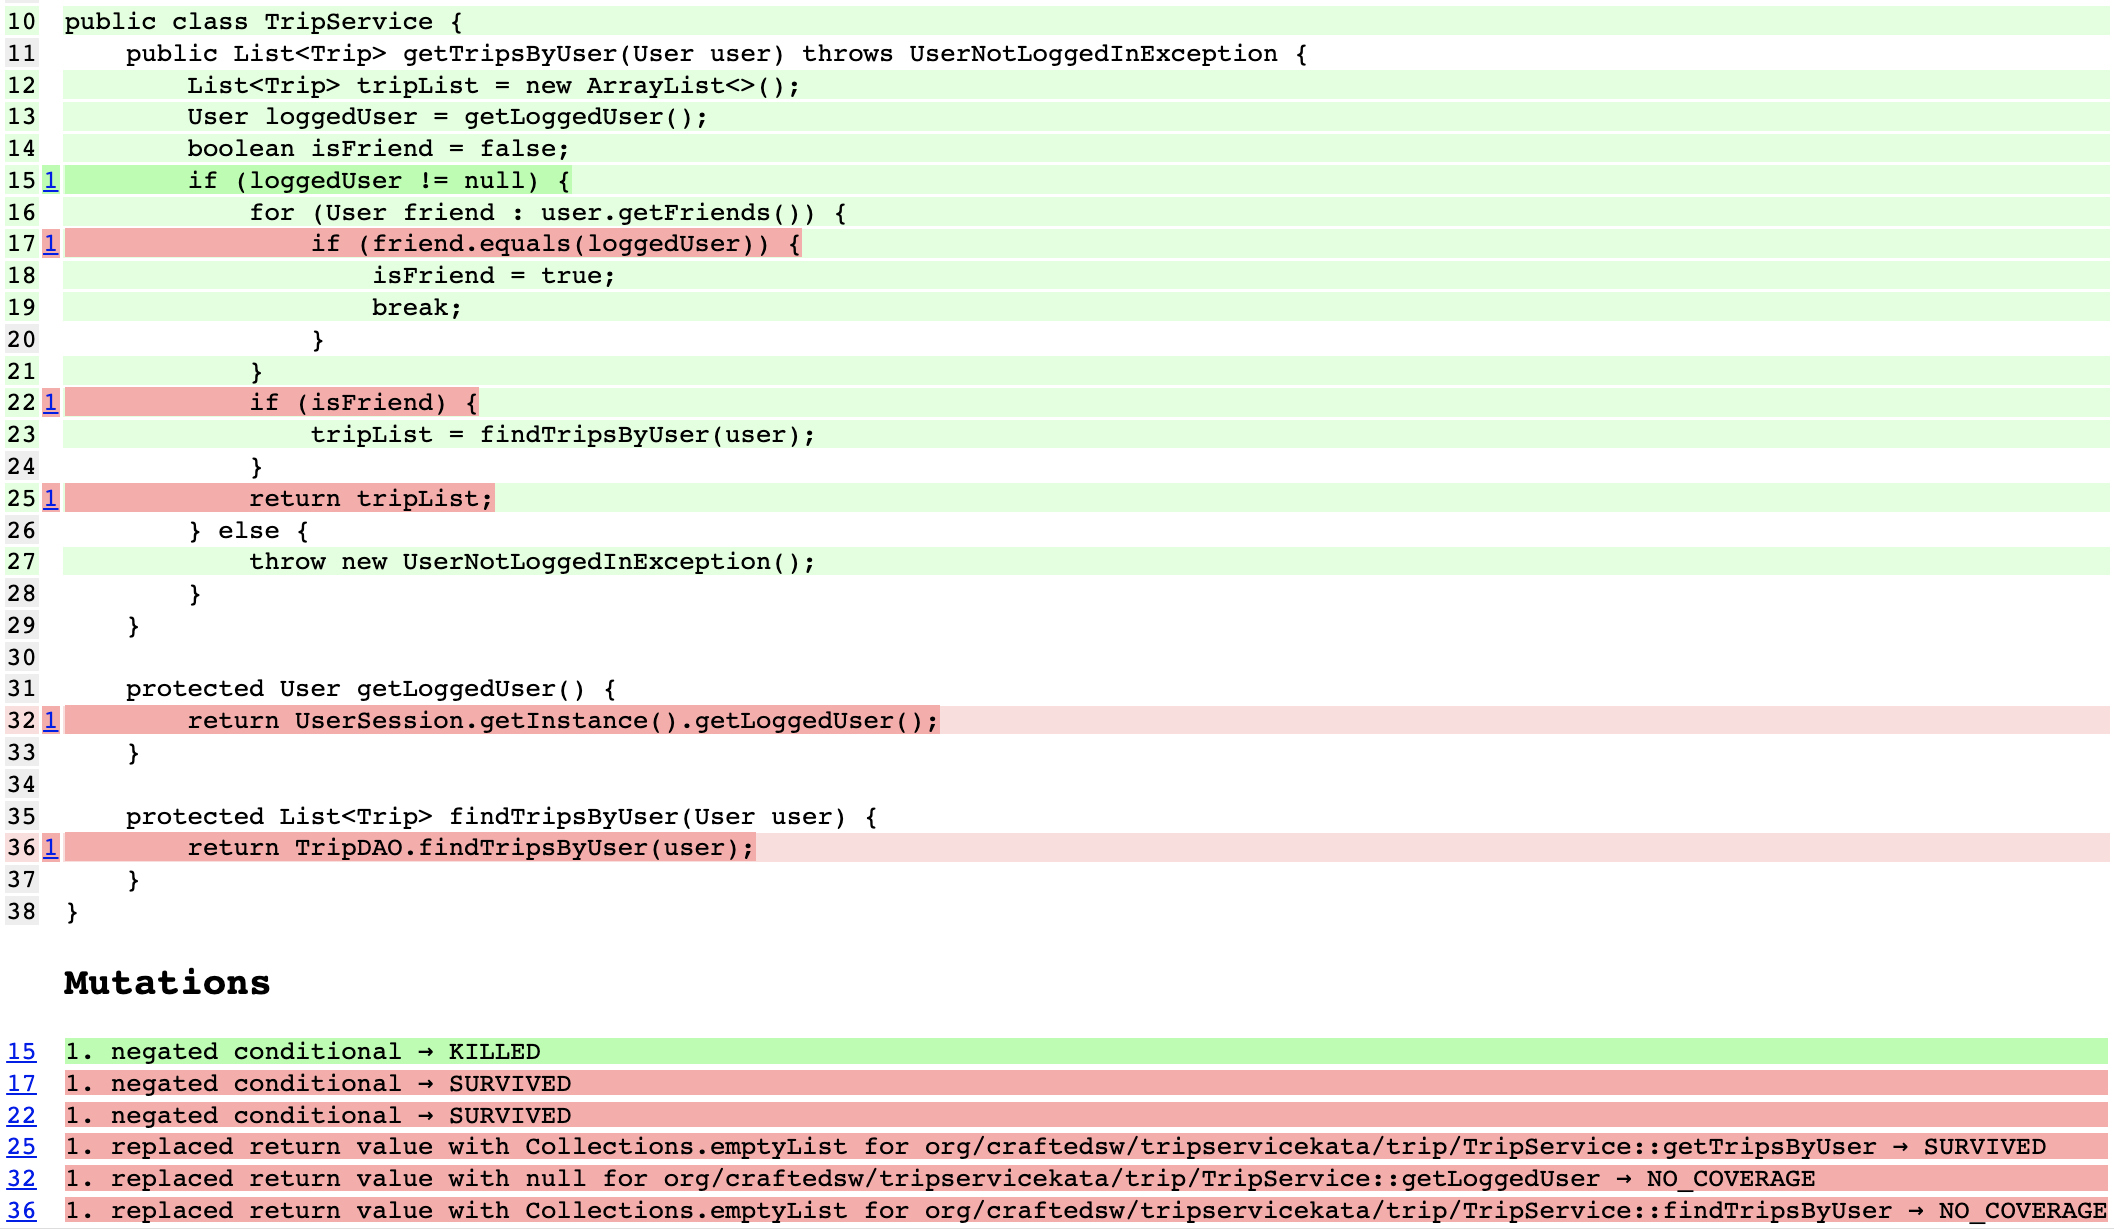 10 public class TripService {
11     public List<Trip> getTripsByUser(User user) throws UserNotLoggedInException {
12         List<Trip> tripList = new ArrayList<>();
13         User loggedUser = getLoggedUser();
14         boolean isFriend = false;
15 1         if (loggedUser != null) {
16             for (User friend : user.getFriends()) {
17 1                 if (friend.equals(loggedUser)) {
18                     isFriend = true;
19                     break;
20                 }
21             }
22 1             if (isFriend) {
23                 tripList = findTripsByUser(user);
24             }
25 1             return tripList;
26         } else {
27             throw new UserNotLoggedInException();
28         }
29     }
30
31     protected User getLoggedUser() {
32 1         return UserSession.getInstance().getLoggedUser();
33     }
34
35     protected List<Trip> findTripsByUser(User user) {
36 1         return TripDAO.findTripsByUser(user);
37     }
38 }
Mutations
15 1. negated conditional → KILLED
17 1. negated conditional → SURVIVED
22 1. negated conditional → SURVIVED
25 1. replaced return value with Collections.emptyList for org/craftedsw/tripservicekata/trip/TripService::getTripsByUser → SURVIVED
32 1. replaced return value with null for org/craftedsw/tripservicekata/trip/TripService::getLoggedUser → NO_COVERAGE
36 1. replaced return value with Collections.emptyList for org/craftedsw/tripservicekata/trip/TripService::findTripsByUser → NO_COVERAGE